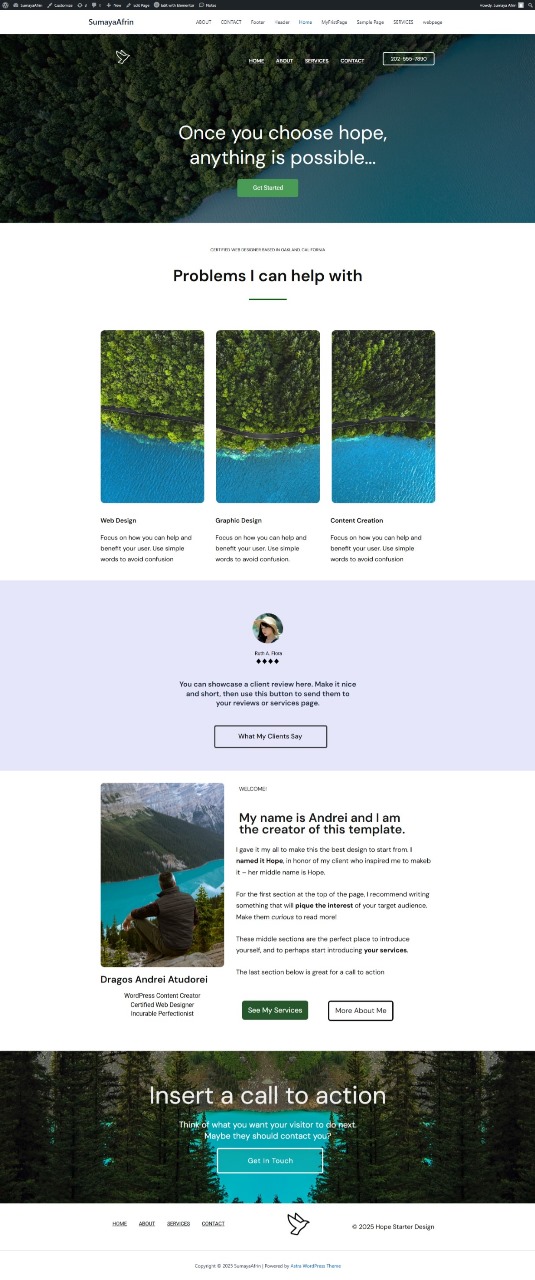 SumayaAfrin Customize 2 1 New Edit Page Edit with Elementor Howdy, Sumaya Afrin
SumayaAfrin ABOUT CONTACT Footer Header Home MyFristPage Sample Page SERVICES webpage
HOME ABOUT SERVICES CONTACT 202-555-7890
Once you choose hope,
anything is possible...
Get Started
CERTIFIED WEB DESIGNER BASED IN OAKLAND, CALIFORNIA
Problems I can help with
Web Design
Focus on how you can help and
benefit your user. Use simple
words to avoid confusion
Graphic Design
Focus on how you can help and
benefit your user. Use simple
words to avoid confusion.
Content Creation
Focus on how you can help and
benefit your user. Use simple
words to avoid confusion
Ruth A. Flora
You can showcase a client review here. Make it nice
and short, then use this button to send them to
your reviews or services page.
What My Clients Say
Dragos Andrei Atudorei
WordPress Content Creator
Certified Web Designer
Incurable Perfectionist
WELCOME!
My name is Andrei and I am
the creator of this template.
I gave it my all to make this the best design to start from. I
named it Hope, in honor of my client who inspired me to makeb
it – her middle name is Hope.
For the first section at the top of the page, I recommend writing
something that will pique the interest of your target audience.
Make them curious to read more!
These middle sections are the perfect place to introduce
yourself, and to perhaps start introducing your services.
The last section below is great for a call to action
See My Services More About Me
Insert a call to action
Think of what you want your visitor to do next.
Maybe they should contact you?
Get In Touch
HOME ABOUT SERVICES CONTACT © 2025 Hope Starter Design
Copyright © 2025 SumayaAfrin | Powered by Astra WordPress Theme